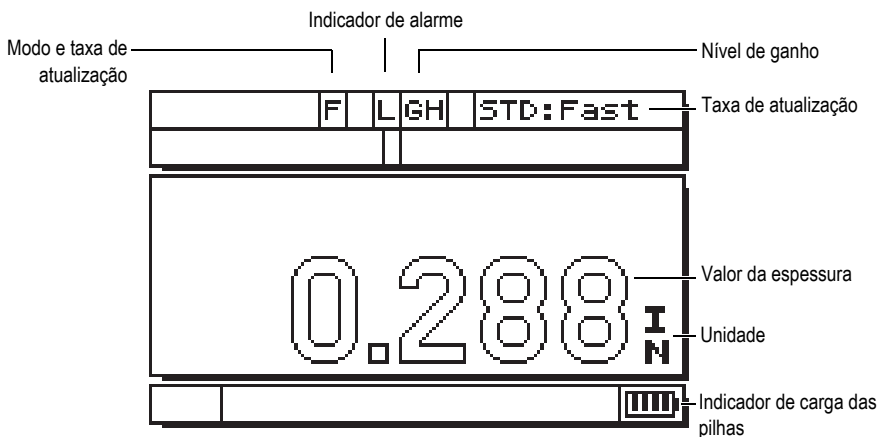 Indicador de alarme
Modo e taxa de
atualização
Nível de ganho
F L GH STD:Fast
Taxa de atualização
0.288
Valor da espessura
IN
Unidade
Indicador de carga das
pilhas